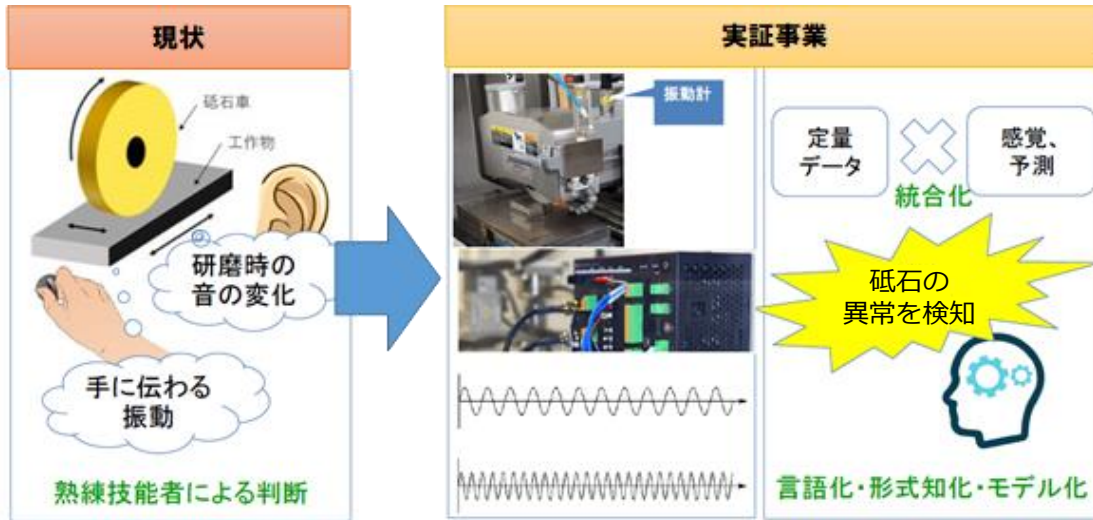 現状
砥石車
工作物
研磨時の
音の変化
手に伝わる
振動
熟練技能者による判断
実証事業
振動計
定量
データ
感覚、
予測
統合化
砥石の
異常を検知
言語化・形式知化・モデル化